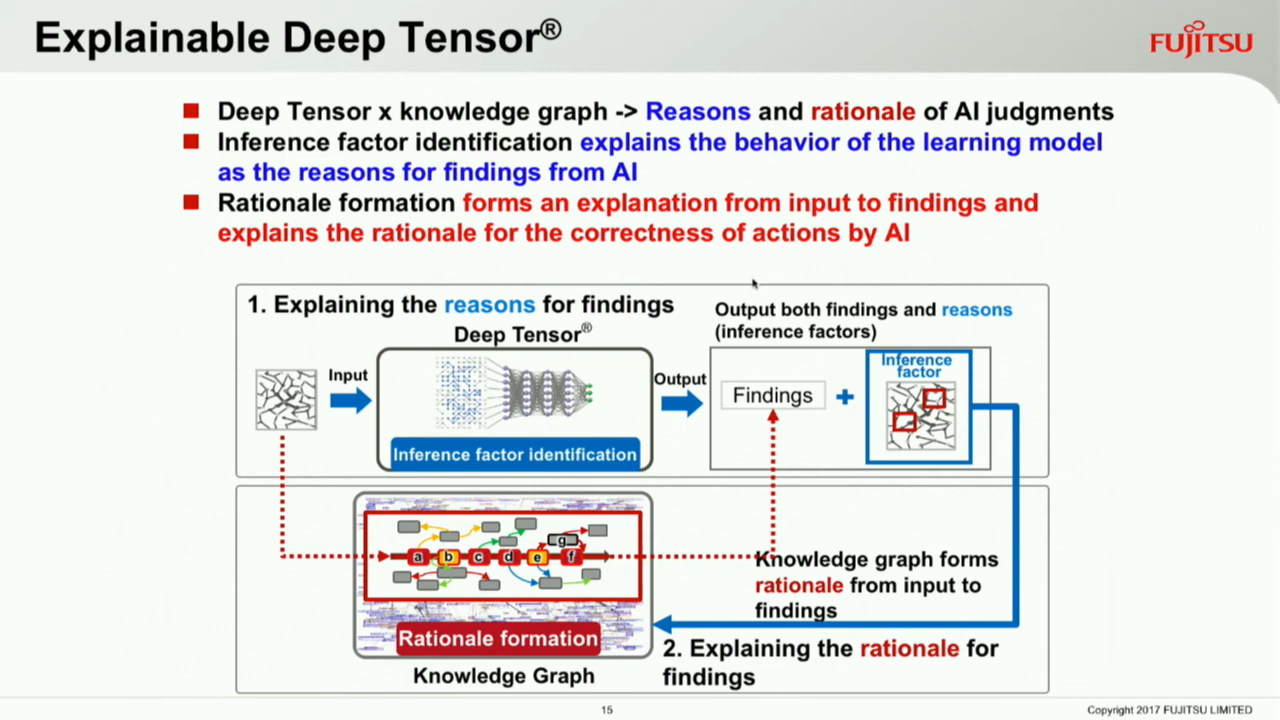 Explainable Deep Tensor®
FUJITSU
Deep Tensor x knowledge graph -> Reasons and rationale of AI judgments
Inference factor identification explains the behavior of the learning model
as the reasons for findings from AI
Rationale formation forms an explanation from input to findings and
explains the rationale for the correctness of actions by AI
1. Explaining the reasons for findings
Deep Tensor®
Output both findings and reasons
(inference factors)
Input
Inference factor identification
Output
Findings
+
Inference
factor
g
a b c d e f
Rationale formation
Knowledge Graph
Knowledge graph forms
rationale from input to
findings
2. Explaining the rationale for
findings
15
Copyright 2017 FUJITSU LIMITED